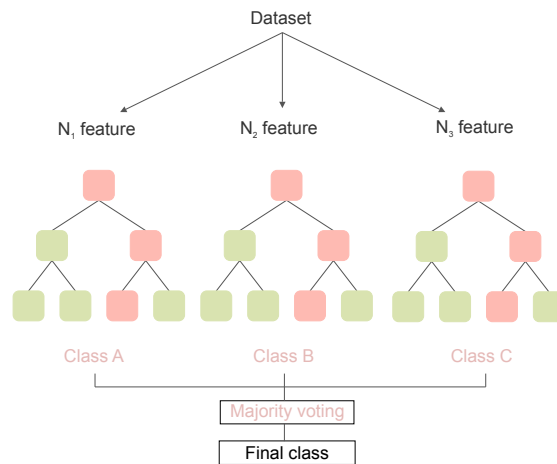 Dataset
N₁ feature
N₂ feature
N₃ feature
Class A
Class B
Class C
Majority voting
Final class